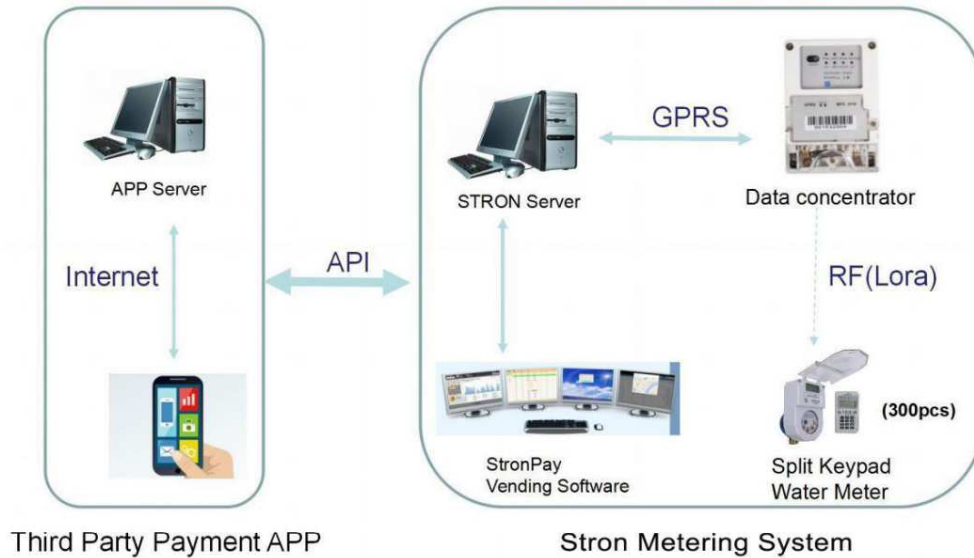 GPRS
APP Server
STRON Server
Data concentrator
Internet
API
RF(Lora)
(300pcs)
StronPay
Vending Software
Split Keypad
Water Meter
Third Party Payment APP
Stron Metering System